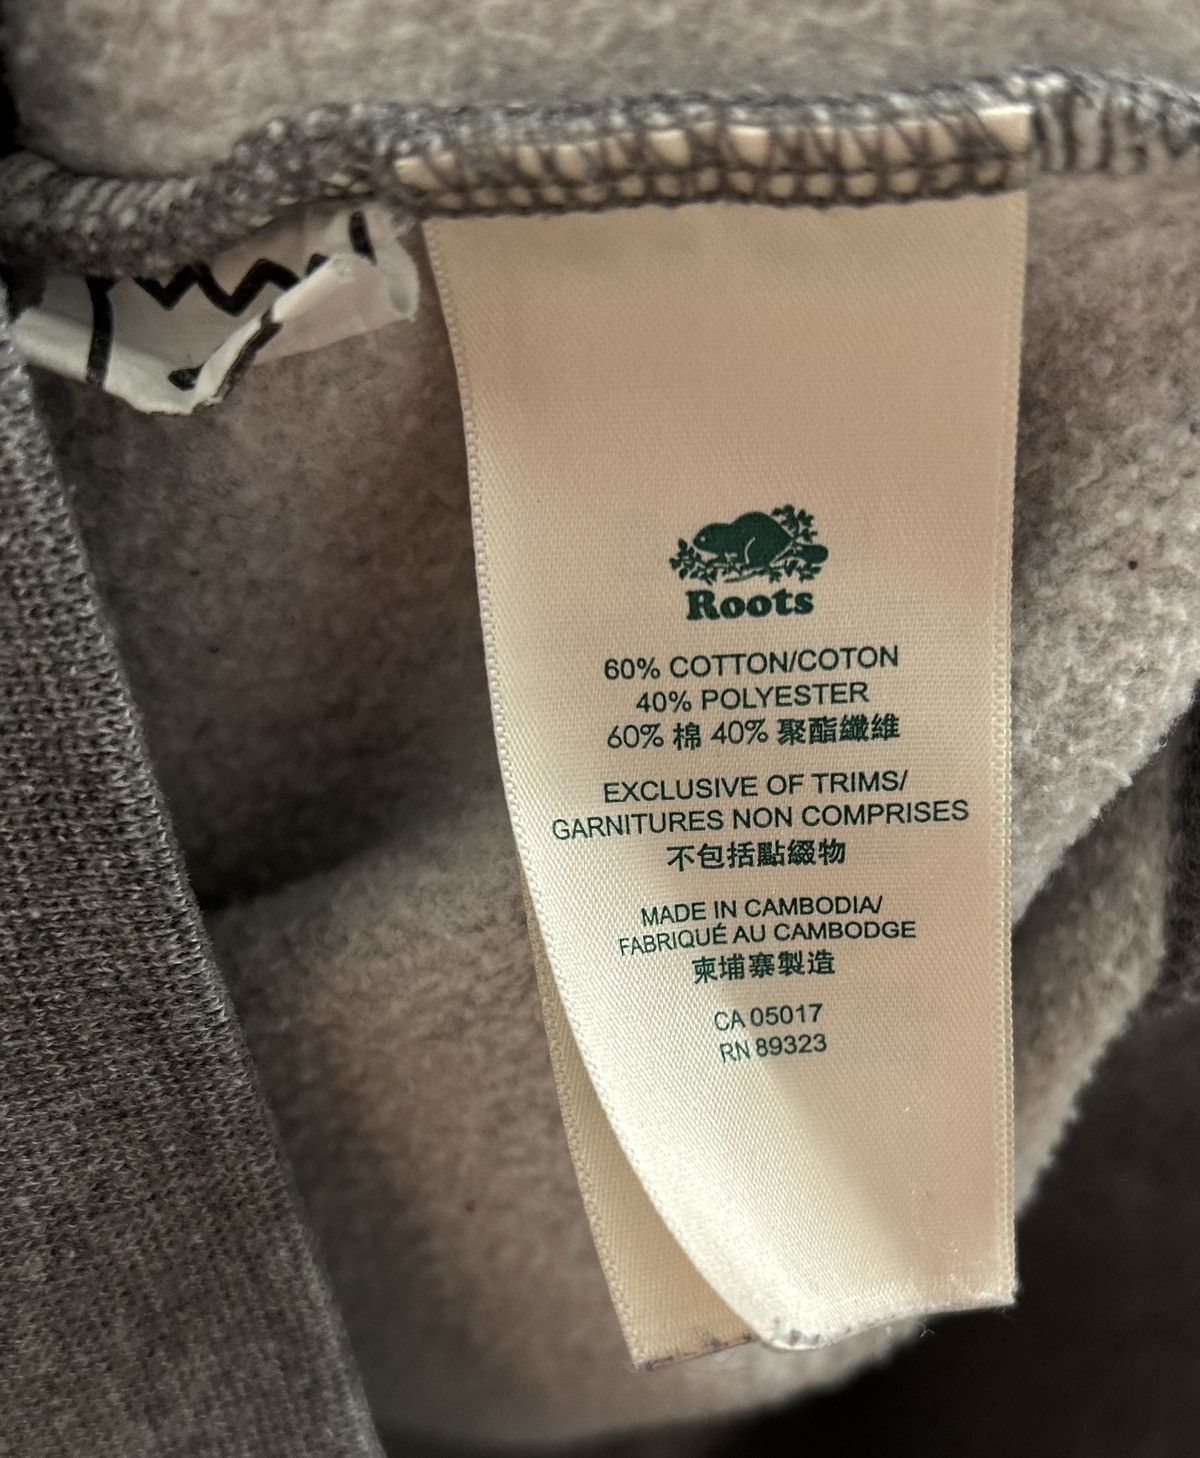 Roots
60% COTTON/COTON
40% POLYESTER
60% 棉 40% 聚酯纖維
EXCLUSIVE OF TRIMS/
GARNITURES NON COMPRISES
不包括點綴物
MADE IN CAMBODIA/
FABRIQUÉ AU CAMBODGE
柬埔寨製造
CA 05017
RN 89323